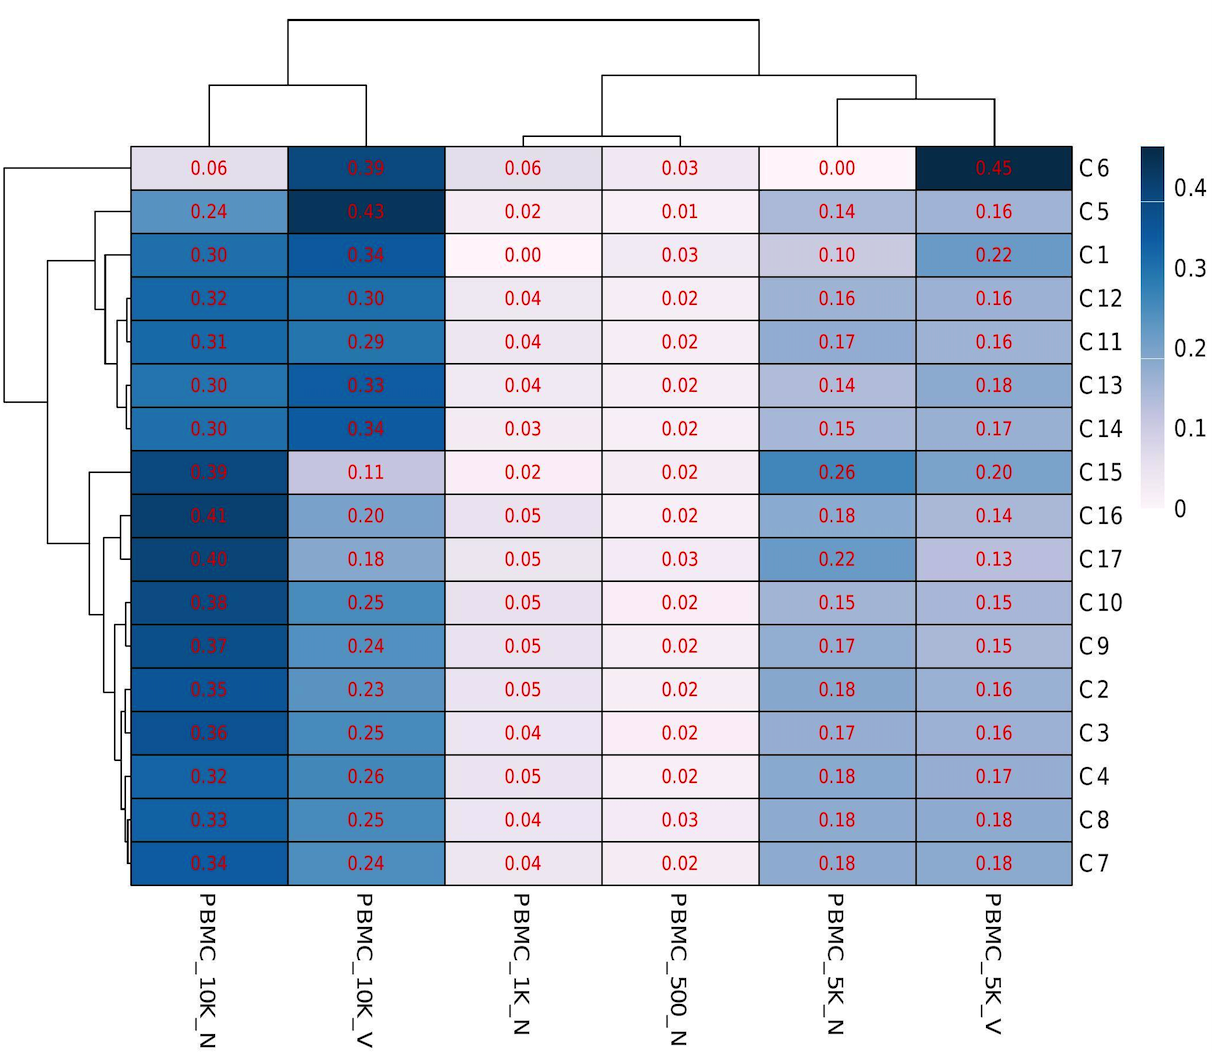 0.06 0.39 0.06 0.03 0.00 0.45 C6
0.24 0.43 0.02 0.01 0.14 0.16 C5
0.30 0.34 0.00 0.03 0.10 0.22 C1
0.32 0.30 0.04 0.02 0.16 0.16 C12
0.31 0.29 0.04 0.02 0.17 0.16 C11
0.30 0.33 0.04 0.02 0.14 0.18 C13
0.30 0.34 0.03 0.02 0.15 0.17 C14
0.39 0.11 0.02 0.02 0.26 0.20 C15
0.41 0.20 0.05 0.02 0.18 0.14 C16
0.40 0.18 0.05 0.03 0.22 0.13 C17
0.38 0.25 0.05 0.02 0.15 0.15 C10
0.37 0.24 0.05 0.02 0.17 0.15 C9
0.35 0.23 0.05 0.02 0.18 0.16 C2
0.36 0.25 0.04 0.02 0.17 0.16 C3
0.32 0.26 0.05 0.02 0.18 0.17 C4
0.33 0.25 0.04 0.03 0.18 0.18 C8
0.34 0.24 0.04 0.02 0.18 0.18 C7
PBMC_10K_N
PBMC_10K_V
PBMC_1K_N
PBMC_500_N
PBMC_5K_N
PBMC_5K_V
0.4
0.3
0.2
0.1
0